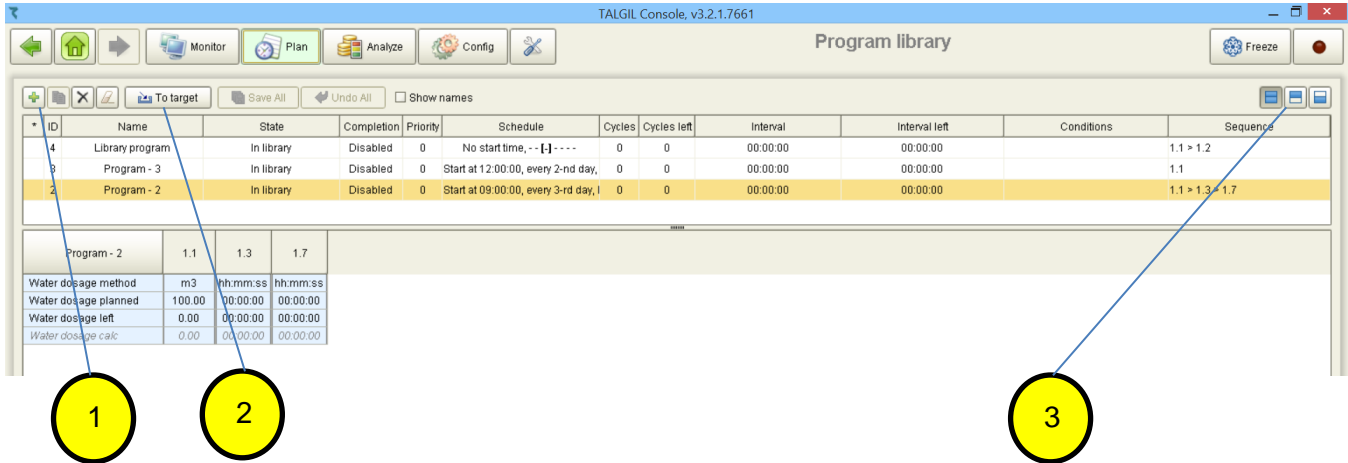 TALGIL Console, v3.2.1.7661
Monitor Plan Analyze Config Program library Freeze
To target Save All Undo All Show names
* ID Name State Completion Priority Schedule Cycles Cycles left Interval Interval left Conditions Sequence
4 Library program In library Disabled 0 No start time, - - [-] - - - - 0 0 00:00:00 00:00:00 1.1 > 1.2
3 Program - 3 In library Disabled 0 Start at 12:00:00, every 2-nd day, 0 0 00:00:00 00:00:00 1.1
2 Program - 2 In library Disabled 0 Start at 09:00:00, every 3-rd day, 0 0 00:00:00 00:00:00 1.1 > 1.3 > 1.7
Program - 2 1.1 1.3 1.7
Water dosage method m3 hh:mm:ss hh:mm:ss
Water dosage planned 100.00 00:00:00 00:00:00
Water dosage left 0.00 00:00:00 00:00:00
Water dosage calc 0.00 00:00:00 00:00:00
1 2 3